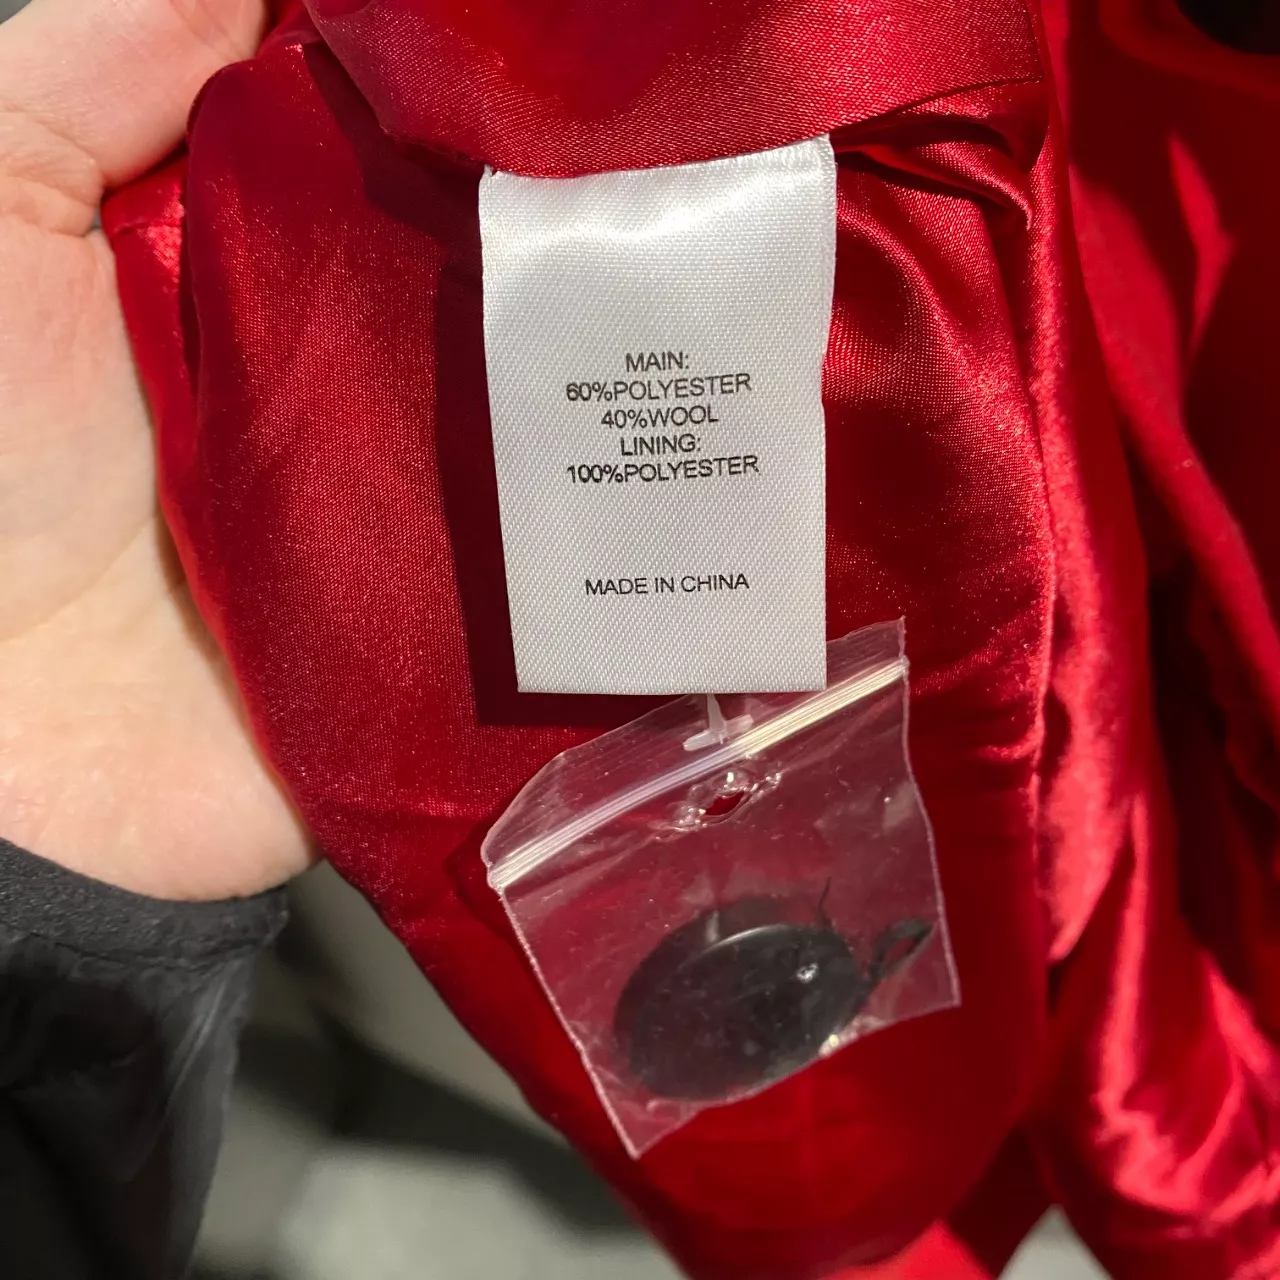 MAIN:
60%POLYESTER
40%WOOL
LINING:
100%POLYESTER
MADE IN CHINA